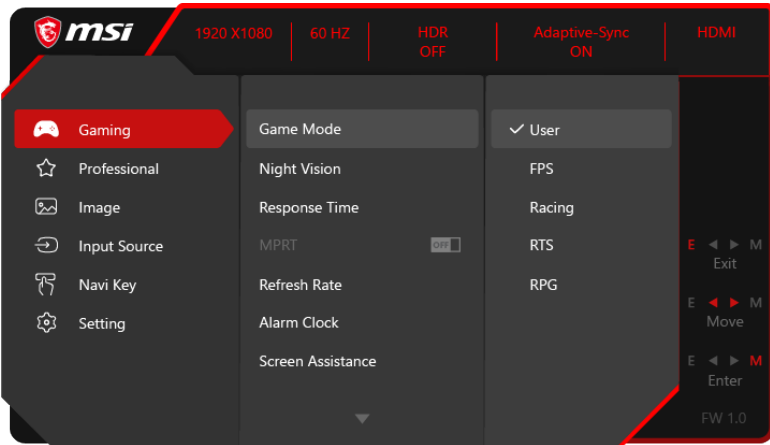 msi
1920 X1080
60 HZ
HDR
OFF
Adaptive-Sync
ON
HDMI
Gaming
Professional
Image
Input Source
Navi Key
Setting
Game Mode
Night Vision
Response Time
MPRT OFF
Refresh Rate
Alarm Clock
Screen Assistance
User
FPS
Racing
RTS
RPG
E M
Exit
E M
Move
E M
Enter
FW 1.0